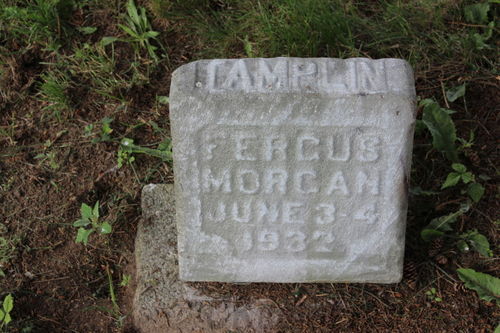 TAMPLIN
FERGUS
MORGAN
JUNE 3-4
1932